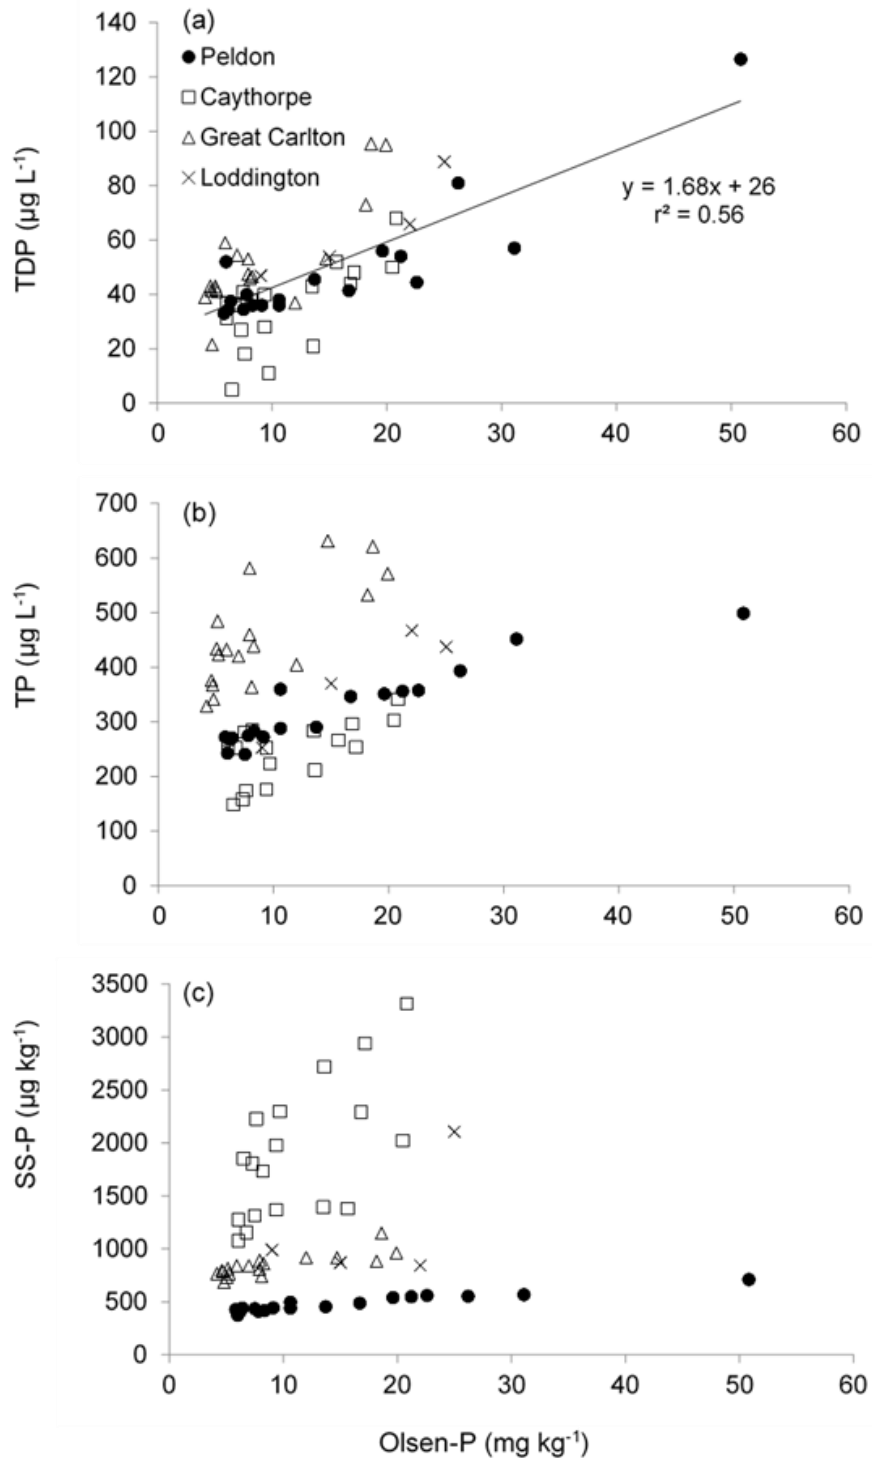 (a)
140
120
100
80
60
40
20
0
TDP (µg L⁻¹)
Peldon
Caythorpe
Great Carlton
Loddington
y = 1.68x + 26
r² = 0.56
0 10 20 30 40 50 60
(b)
700
600
500
400
300
200
100
0
TP (µg L⁻¹)
0 10 20 30 40 50 60
(c)
3500
3000
2500
2000
1500
1000
500
0
SS-P (µg kg⁻¹)
0 10 20 30 40 50 60
Olsen-P (mg kg⁻¹)